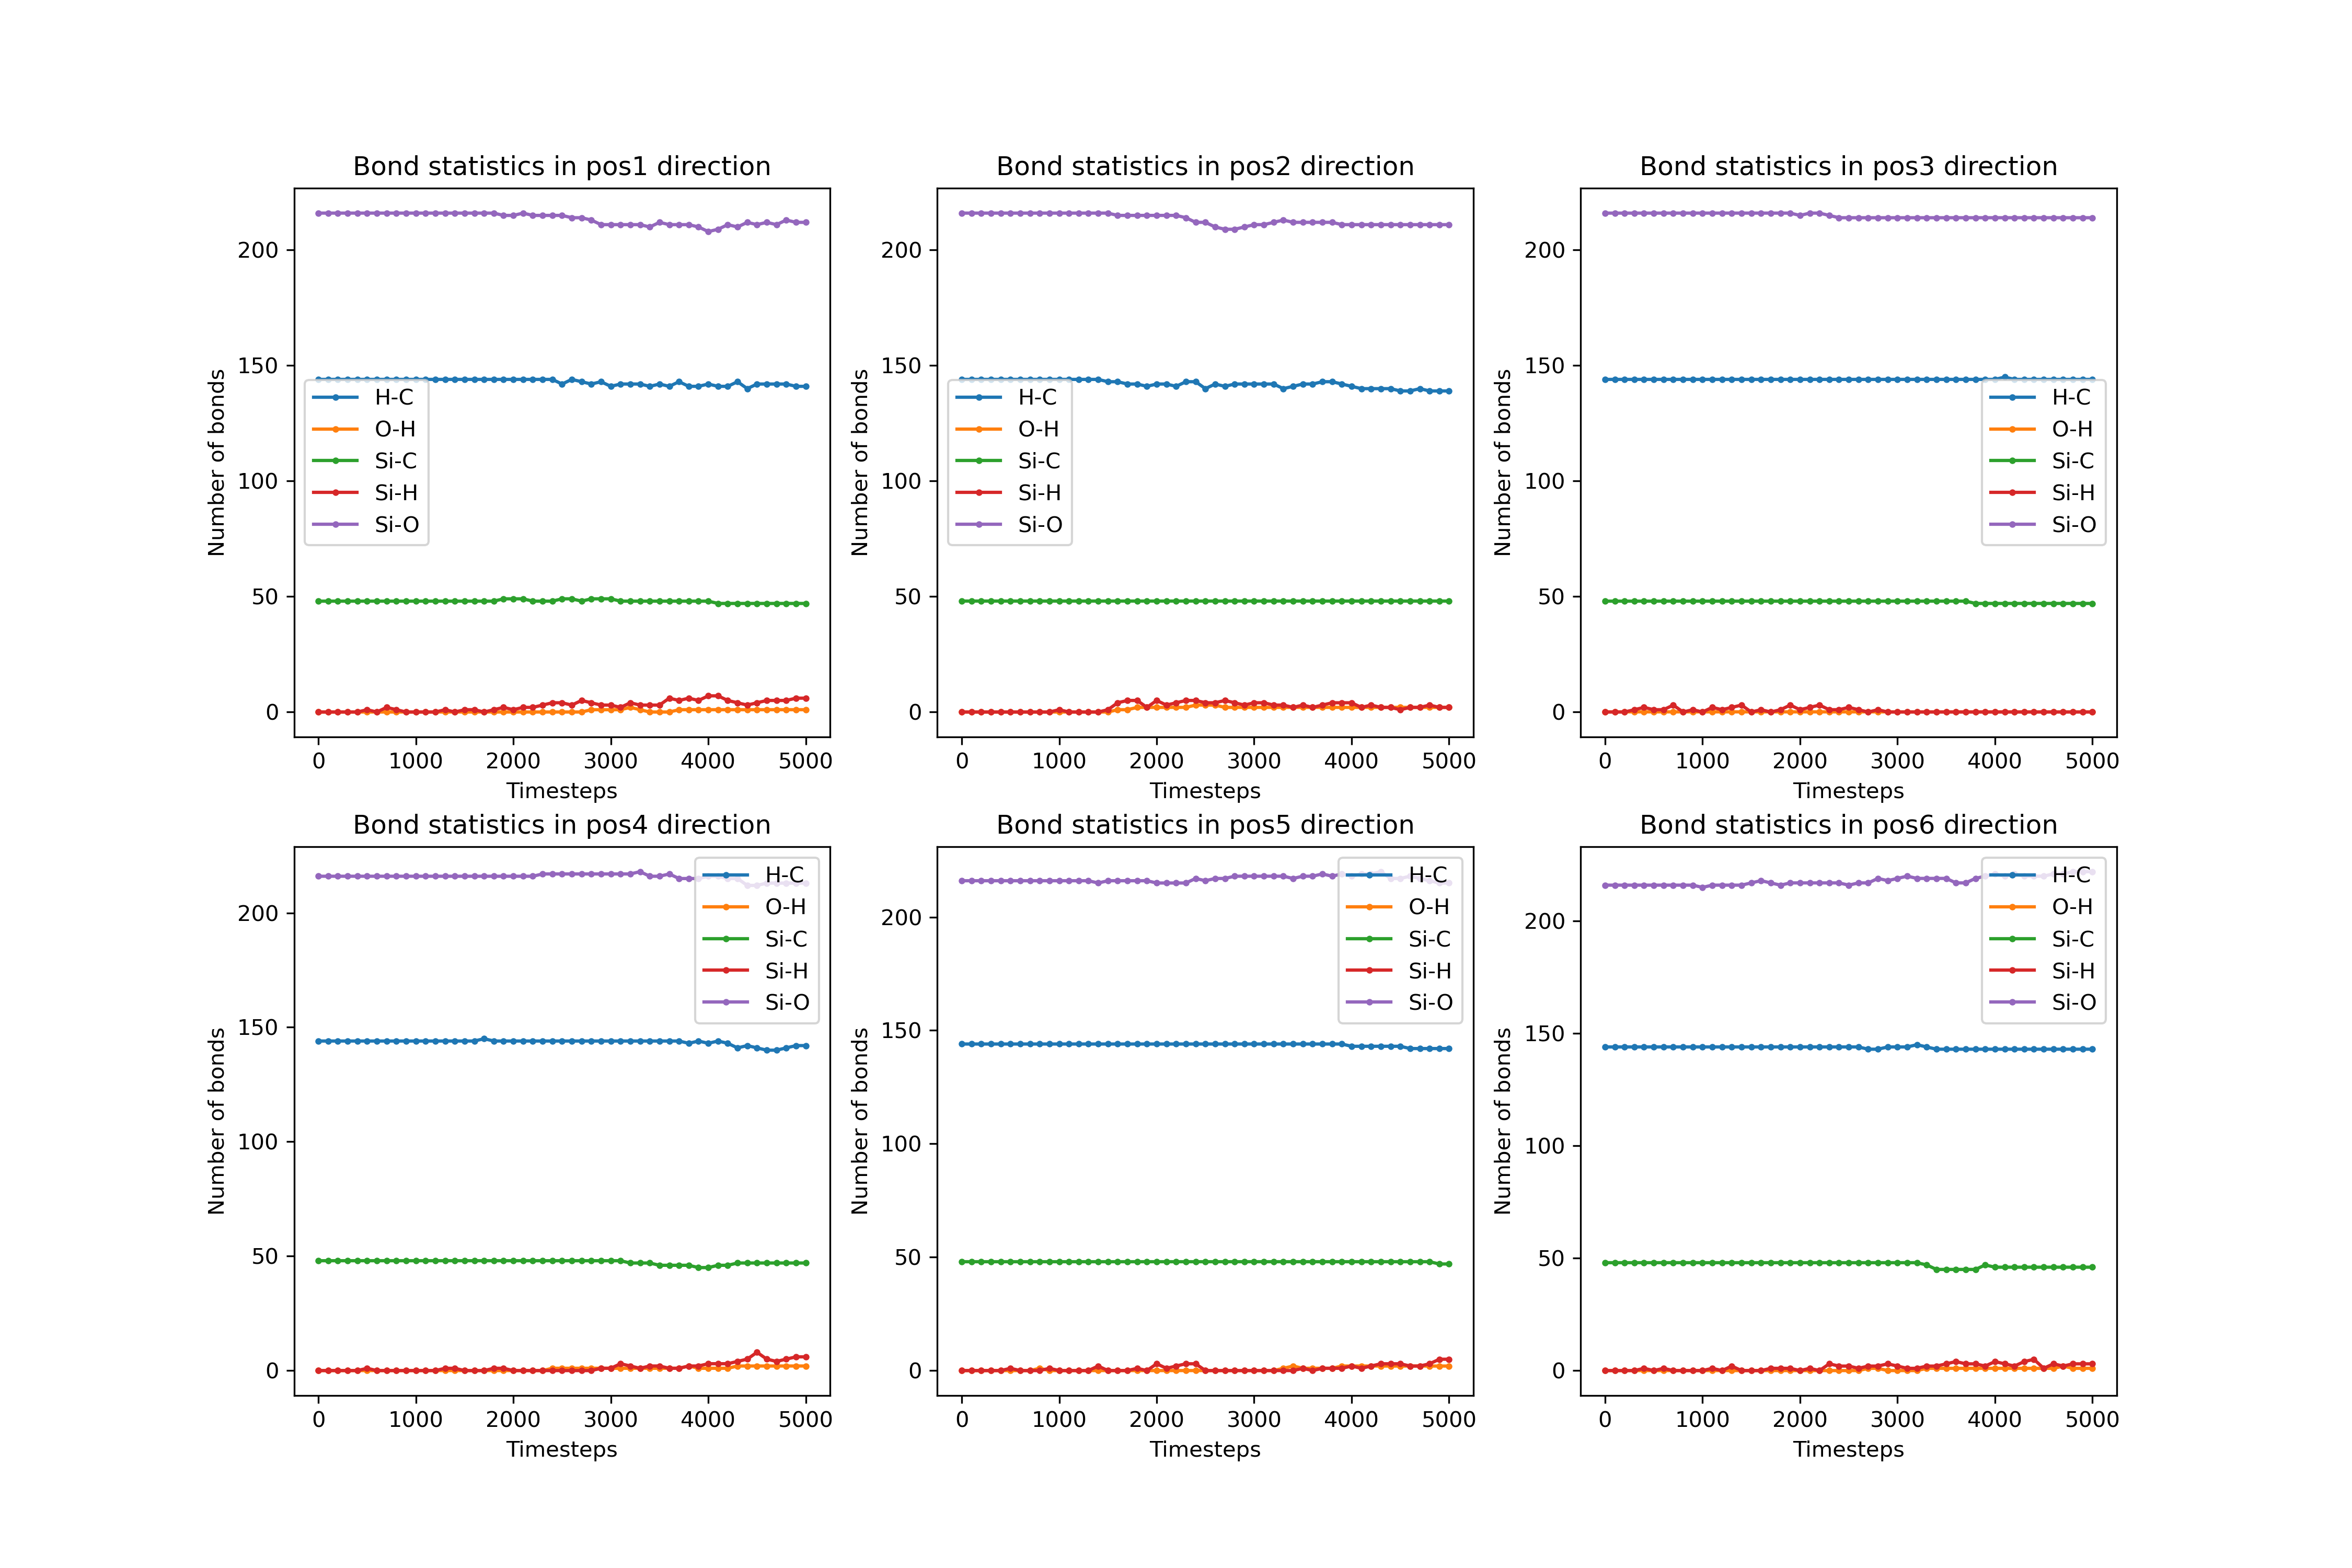 Bond statistics in pos1 direction
Number of bonds
200
150
100
50
0
H-C
O-H
Si-C
Si-H
Si-O
0 1000 2000 3000 4000 5000
Timesteps
Bond statistics in pos2 direction
Number of bonds
200
150
100
50
0
H-C
O-H
Si-C
Si-H
Si-O
0 1000 2000 3000 4000 5000
Timesteps
Bond statistics in pos3 direction
Number of bonds
200
150
100
50
0
H-C
O-H
Si-C
Si-H
Si-O
0 1000 2000 3000 4000 5000
Timesteps
Bond statistics in pos4 direction
Number of bonds
200
150
100
50
0
H-C
O-H
Si-C
Si-H
Si-O
0 1000 2000 3000 4000 5000
Timesteps
Bond statistics in pos5 direction
Number of bonds
200
150
100
50
0
H-C
O-H
Si-C
Si-H
Si-O
0 1000 2000 3000 4000 5000
Timesteps
Bond statistics in pos6 direction
Number of bonds
200
150
100
50
0
H-C
O-H
Si-C
Si-H
Si-O
0 1000 2000 3000 4000 5000
Timesteps